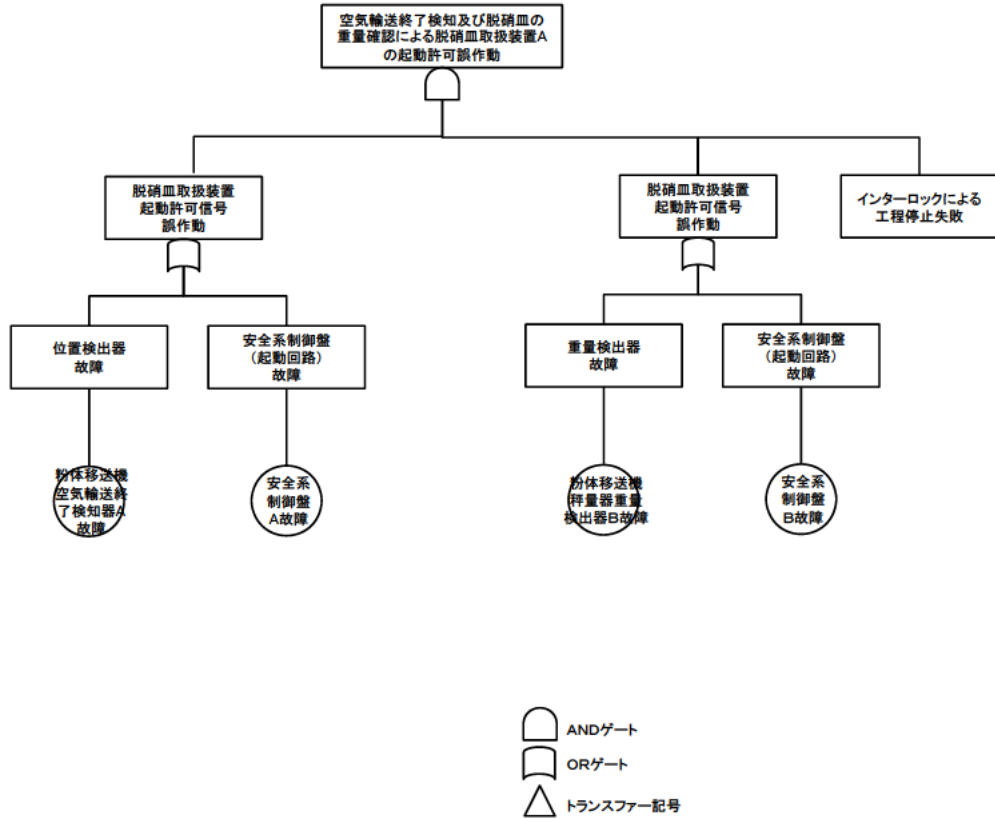 空気輸送終了検知及び脱硝皿の
重量確認による脱硝皿取扱装置A
の起動許可誤作動
脱硝皿取扱装置
起動許可信号
誤作動
脱硝皿取扱装置
起動許可信号
誤作動
インターロックによる
工程停止失敗
位置検出器
故障
安全系制御盤
(起動回路)
故障
重量検出器
故障
安全系制御盤
(起動回路)
故障
粉体移送機
空気輸送終
了検知器A
故障
安全系
制御盤
A故障
粉体移送機
秤量器重量
検出器B故障
安全系
制御盤
B故障
ANDゲート
ORゲート
トランスファー記号